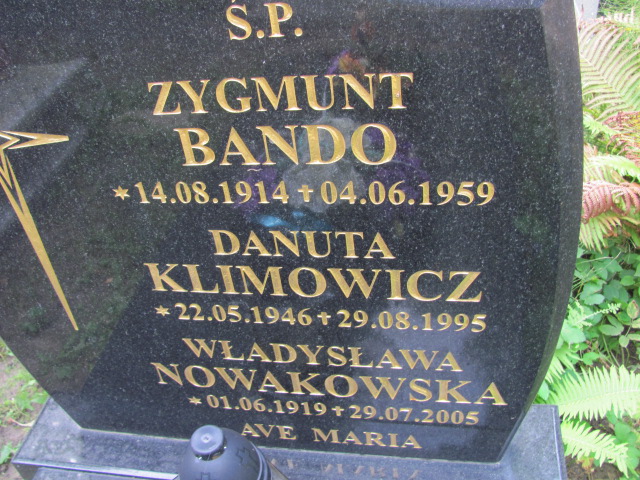 Ś.P.
ZYGMUNT
BANDO
*14.08.1914 ✝ 04.06.1959
DANUTA
KLIMOWICZ
*22.05.1946 ✝ 29.08.1995
WŁADYSŁAWA
NOWAKOWSKA
*01.06.1919 ✝ 29.07.2005
AVE MARIA